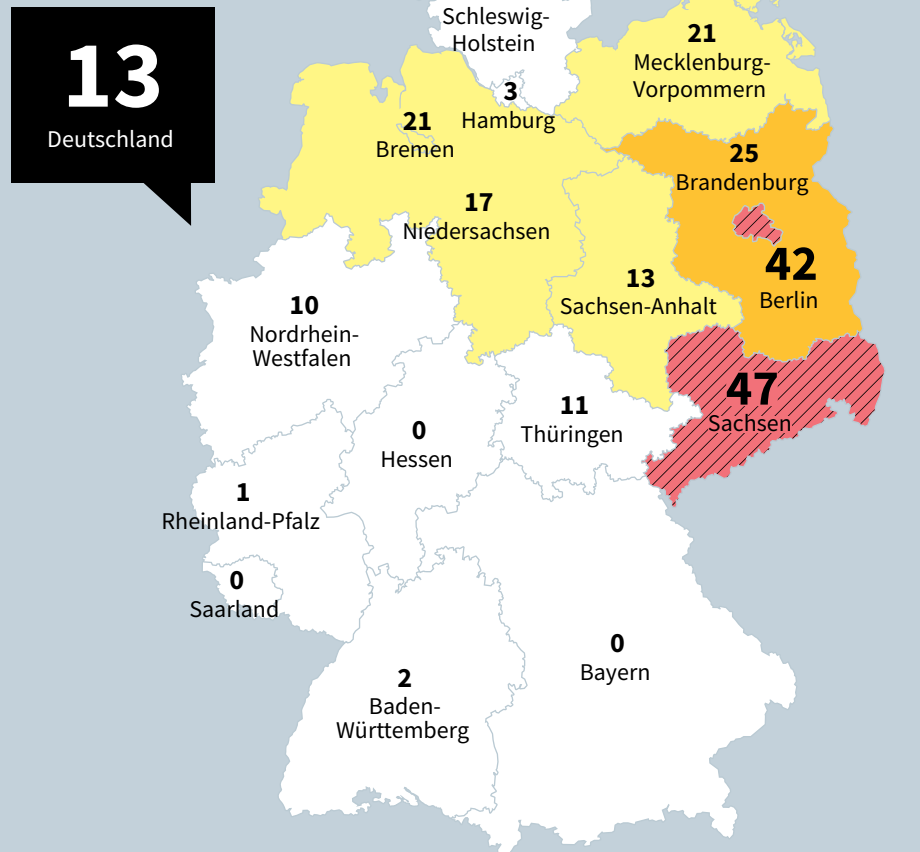 13
Deutschland
Schleswig-
Holstein
21
Mecklenburg-
Vorpommern
3
Hamburg
21
Bremen
25
Brandenburg
17
Niedersachsen
42
Berlin
13
Sachsen-Anhalt
10
Nordrhein-
Westfalen
47
Sachsen
11
Thüringen
0
Hessen
1
Rheinland-Pfalz
0
Saarland
0
Bayern
2
Baden-
Württemberg